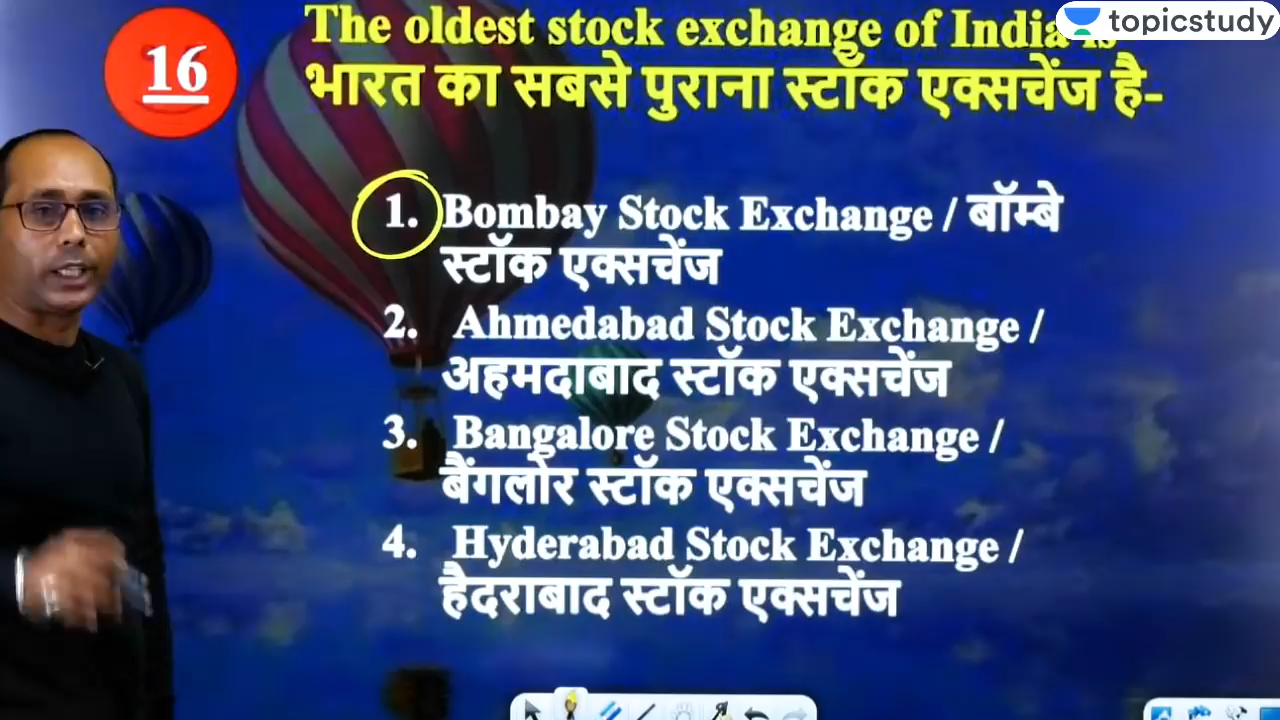 topicstudy
16
The oldest stock exchange of India is
भारत का सबसे पुराना स्टॉक एक्सचेंज है-
1. Bombay Stock Exchange / बॉम्बे
स्टॉक एक्सचेंज
2. Ahmedabad Stock Exchange /
अहमदाबाद स्टॉक एक्सचेंज
3. Bangalore Stock Exchange /
बैंगलोर स्टॉक एक्सचेंज
4. Hyderabad Stock Exchange /
हैदराबाद स्टॉक एक्सचेंज